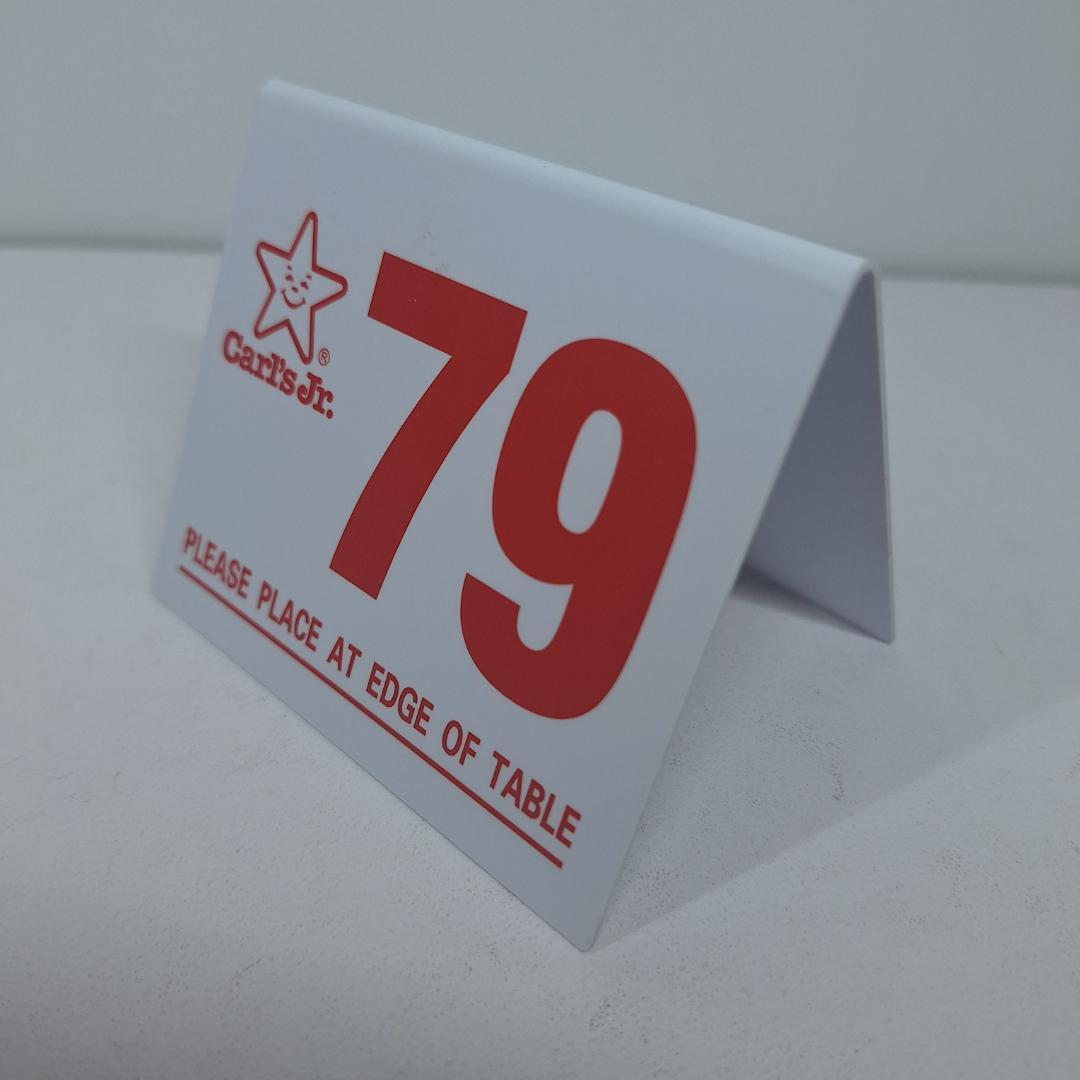 Carl's Jr.®
79
PLEASE PLACE AT EDGE OF TABLE